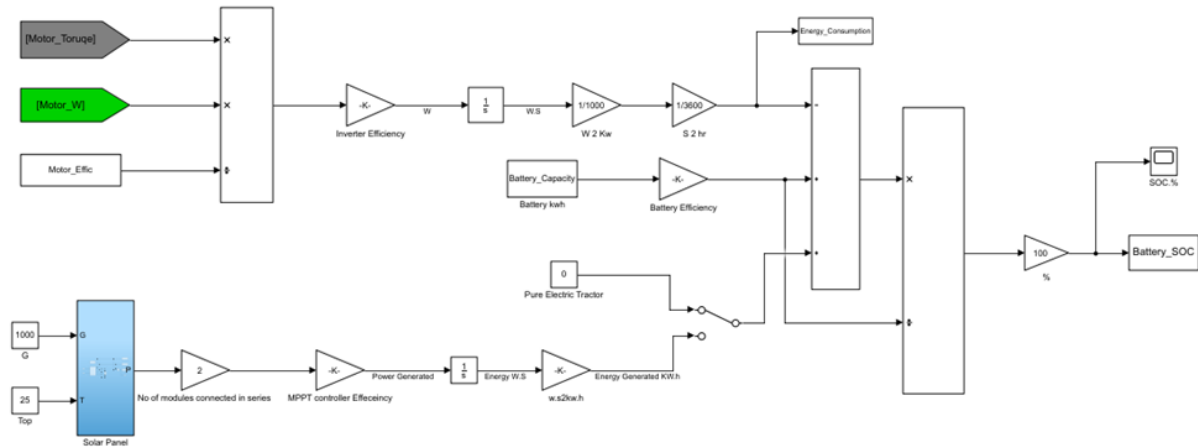 [Motor_Toruqe]
[Motor_W]
Motor_Effic
×
×
÷
-K-
Inverter Efficiency
W
1
s
W.S
1/1000
W 2 Kw
1/3600
S 2 hr
Energy_Consumption
Battery_Capacity
Battery kwh
-K-
Battery Efficiency
−
+
+
×
÷
100
%
SOC.%
Battery_SOC
0
Pure Electric Tractor
1000
G
25
Top
G
T
P
Solar Panel
2
No of modules connected in series
-K-
MPPT controller Effeceincy
Power Generated
1
s
Energy W.S
-K-
w.s2kw.h
Energy Generated KW.h